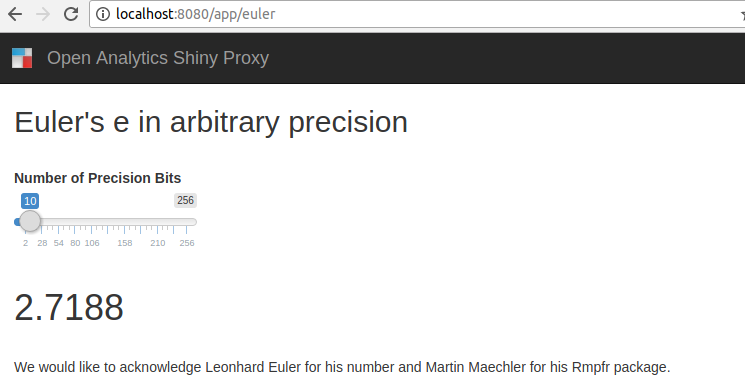 localhost:8080/app/euler
Open Analytics Shiny Proxy
Euler's e in arbitrary precision
Number of Precision Bits
10 256
2 28 54 80 106 158 210 256
2.7188
We would like to acknowledge Leonhard Euler for his number and Martin Maechler for his Rmpfr package.